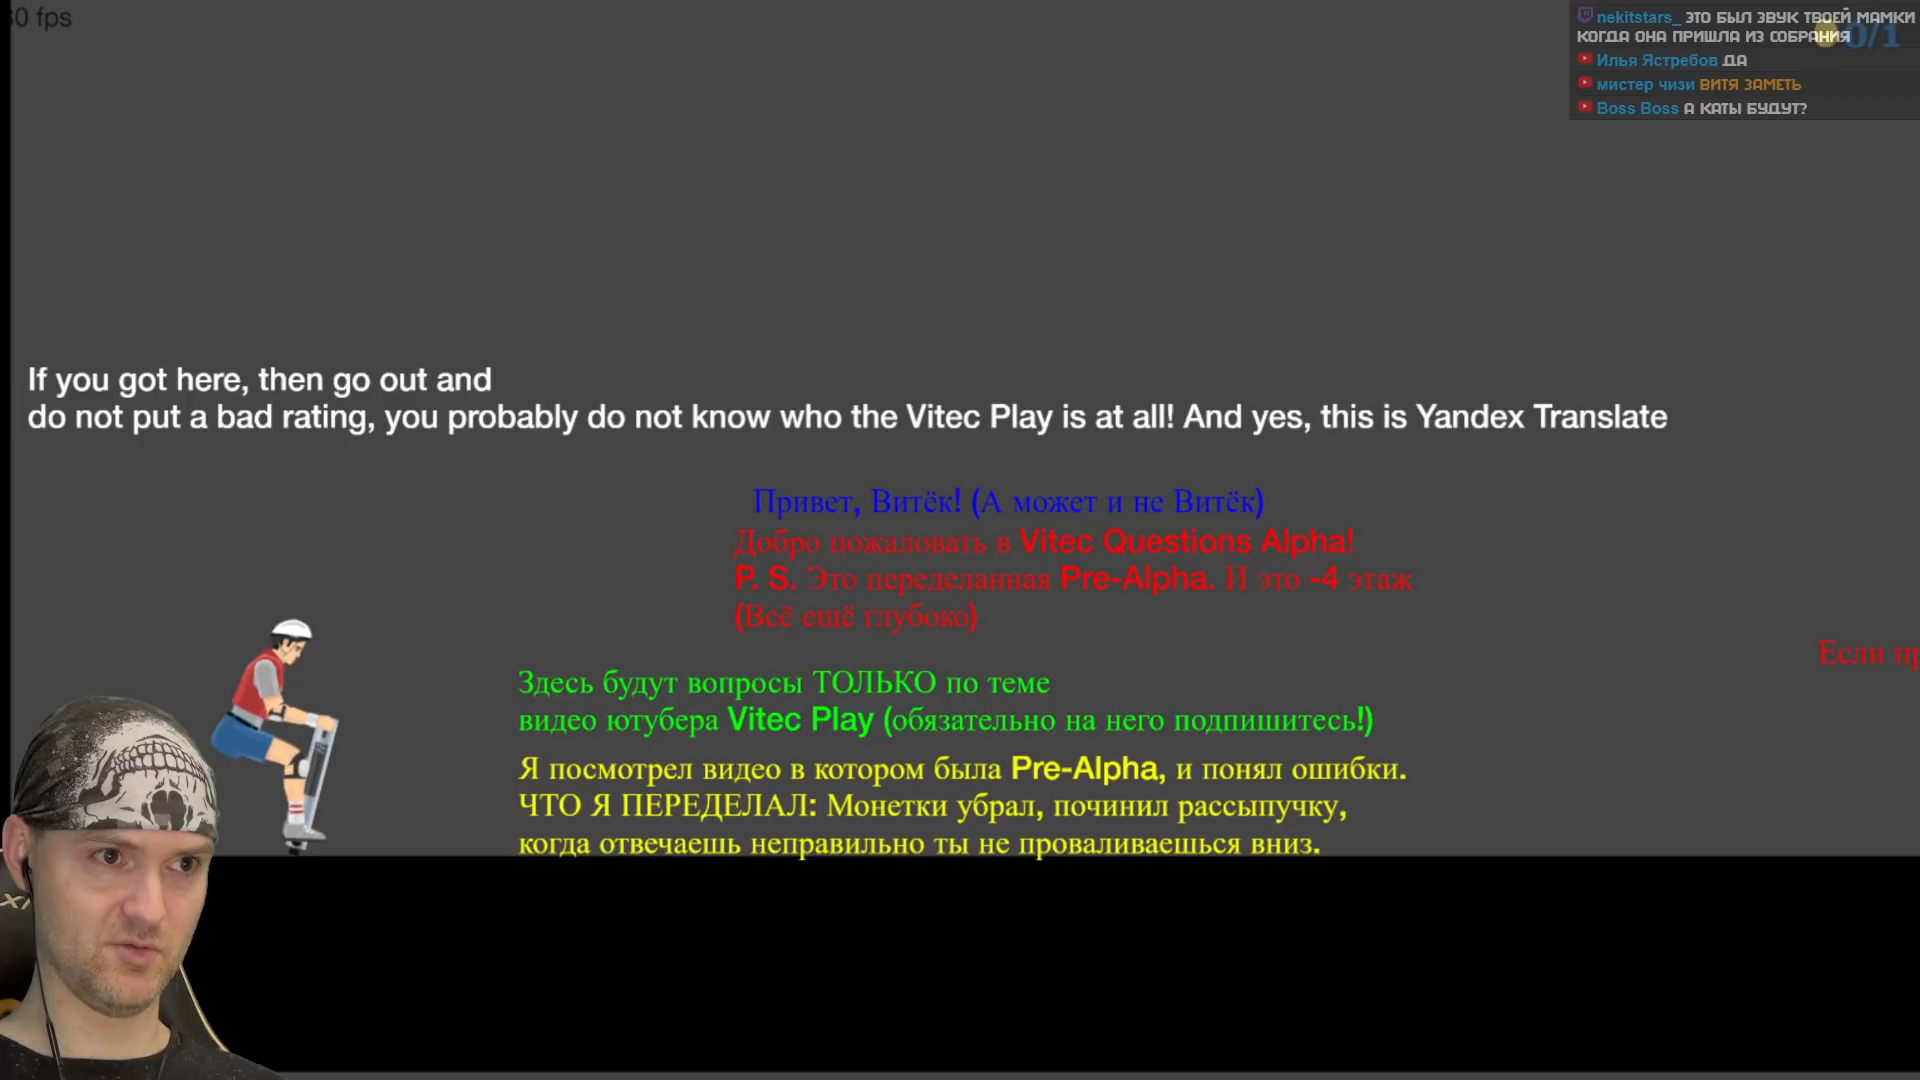 0 fps
nekitstars_ ЭТО БЫЛ ЗВУК ТВОЕЙ МАМКИ
КОГДА ОНА ПРИШЛА ИЗ СОБРАНИЯ
0/1
Илья Ястребов ДА
мистер чизи ВИТЯ ЗАМЕТЬ
Boss Boss А КАТЫ БУДУТ?
If you got here, then go out and
do not put a bad rating, you probably do not know who the Vitec Play is at all! And yes, this is Yandex Translate
Привет, Витёк! (А может и не Витёк)
Добро пожаловать в Vitec Questions Alpha!
P. S. Это переделанная Pre-Alpha. И это -4 этаж
(Всё ещё глубоко)
Если
Здесь будут вопросы ТОЛЬКО по теме
видео ютубера Vitec Play (обязательно на него подпишитесь!)
Я посмотрел видео в котором была Pre-Alpha, и понял ошибки.
ЧТО Я ПЕРЕДЕЛАЛ: Монетки убрал, починил рассыпучку,
когда отвечаешь неправильно ты не проваливаешься вниз.